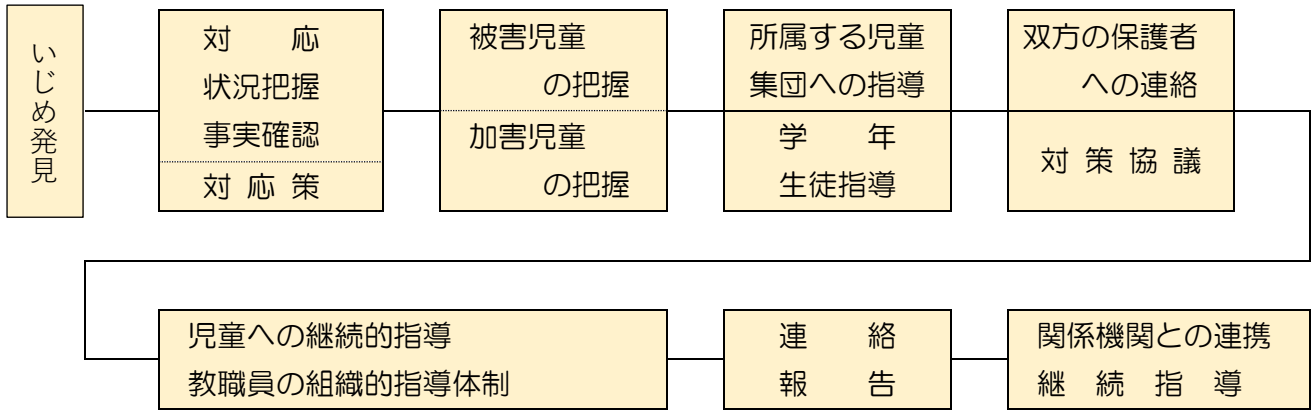 いじめ発見
対　　応
状況把握
事実確認
対 応 策
被害児童
の把握
加害児童
の把握
所属する児童
集団への指導
学　　年
生徒指導
双方の保護者
への連絡
対 策 協 議
児童への継続的指導
教職員の組織的指導体制
連　　絡
報　　告
関係機関との連携
継　続　指　導